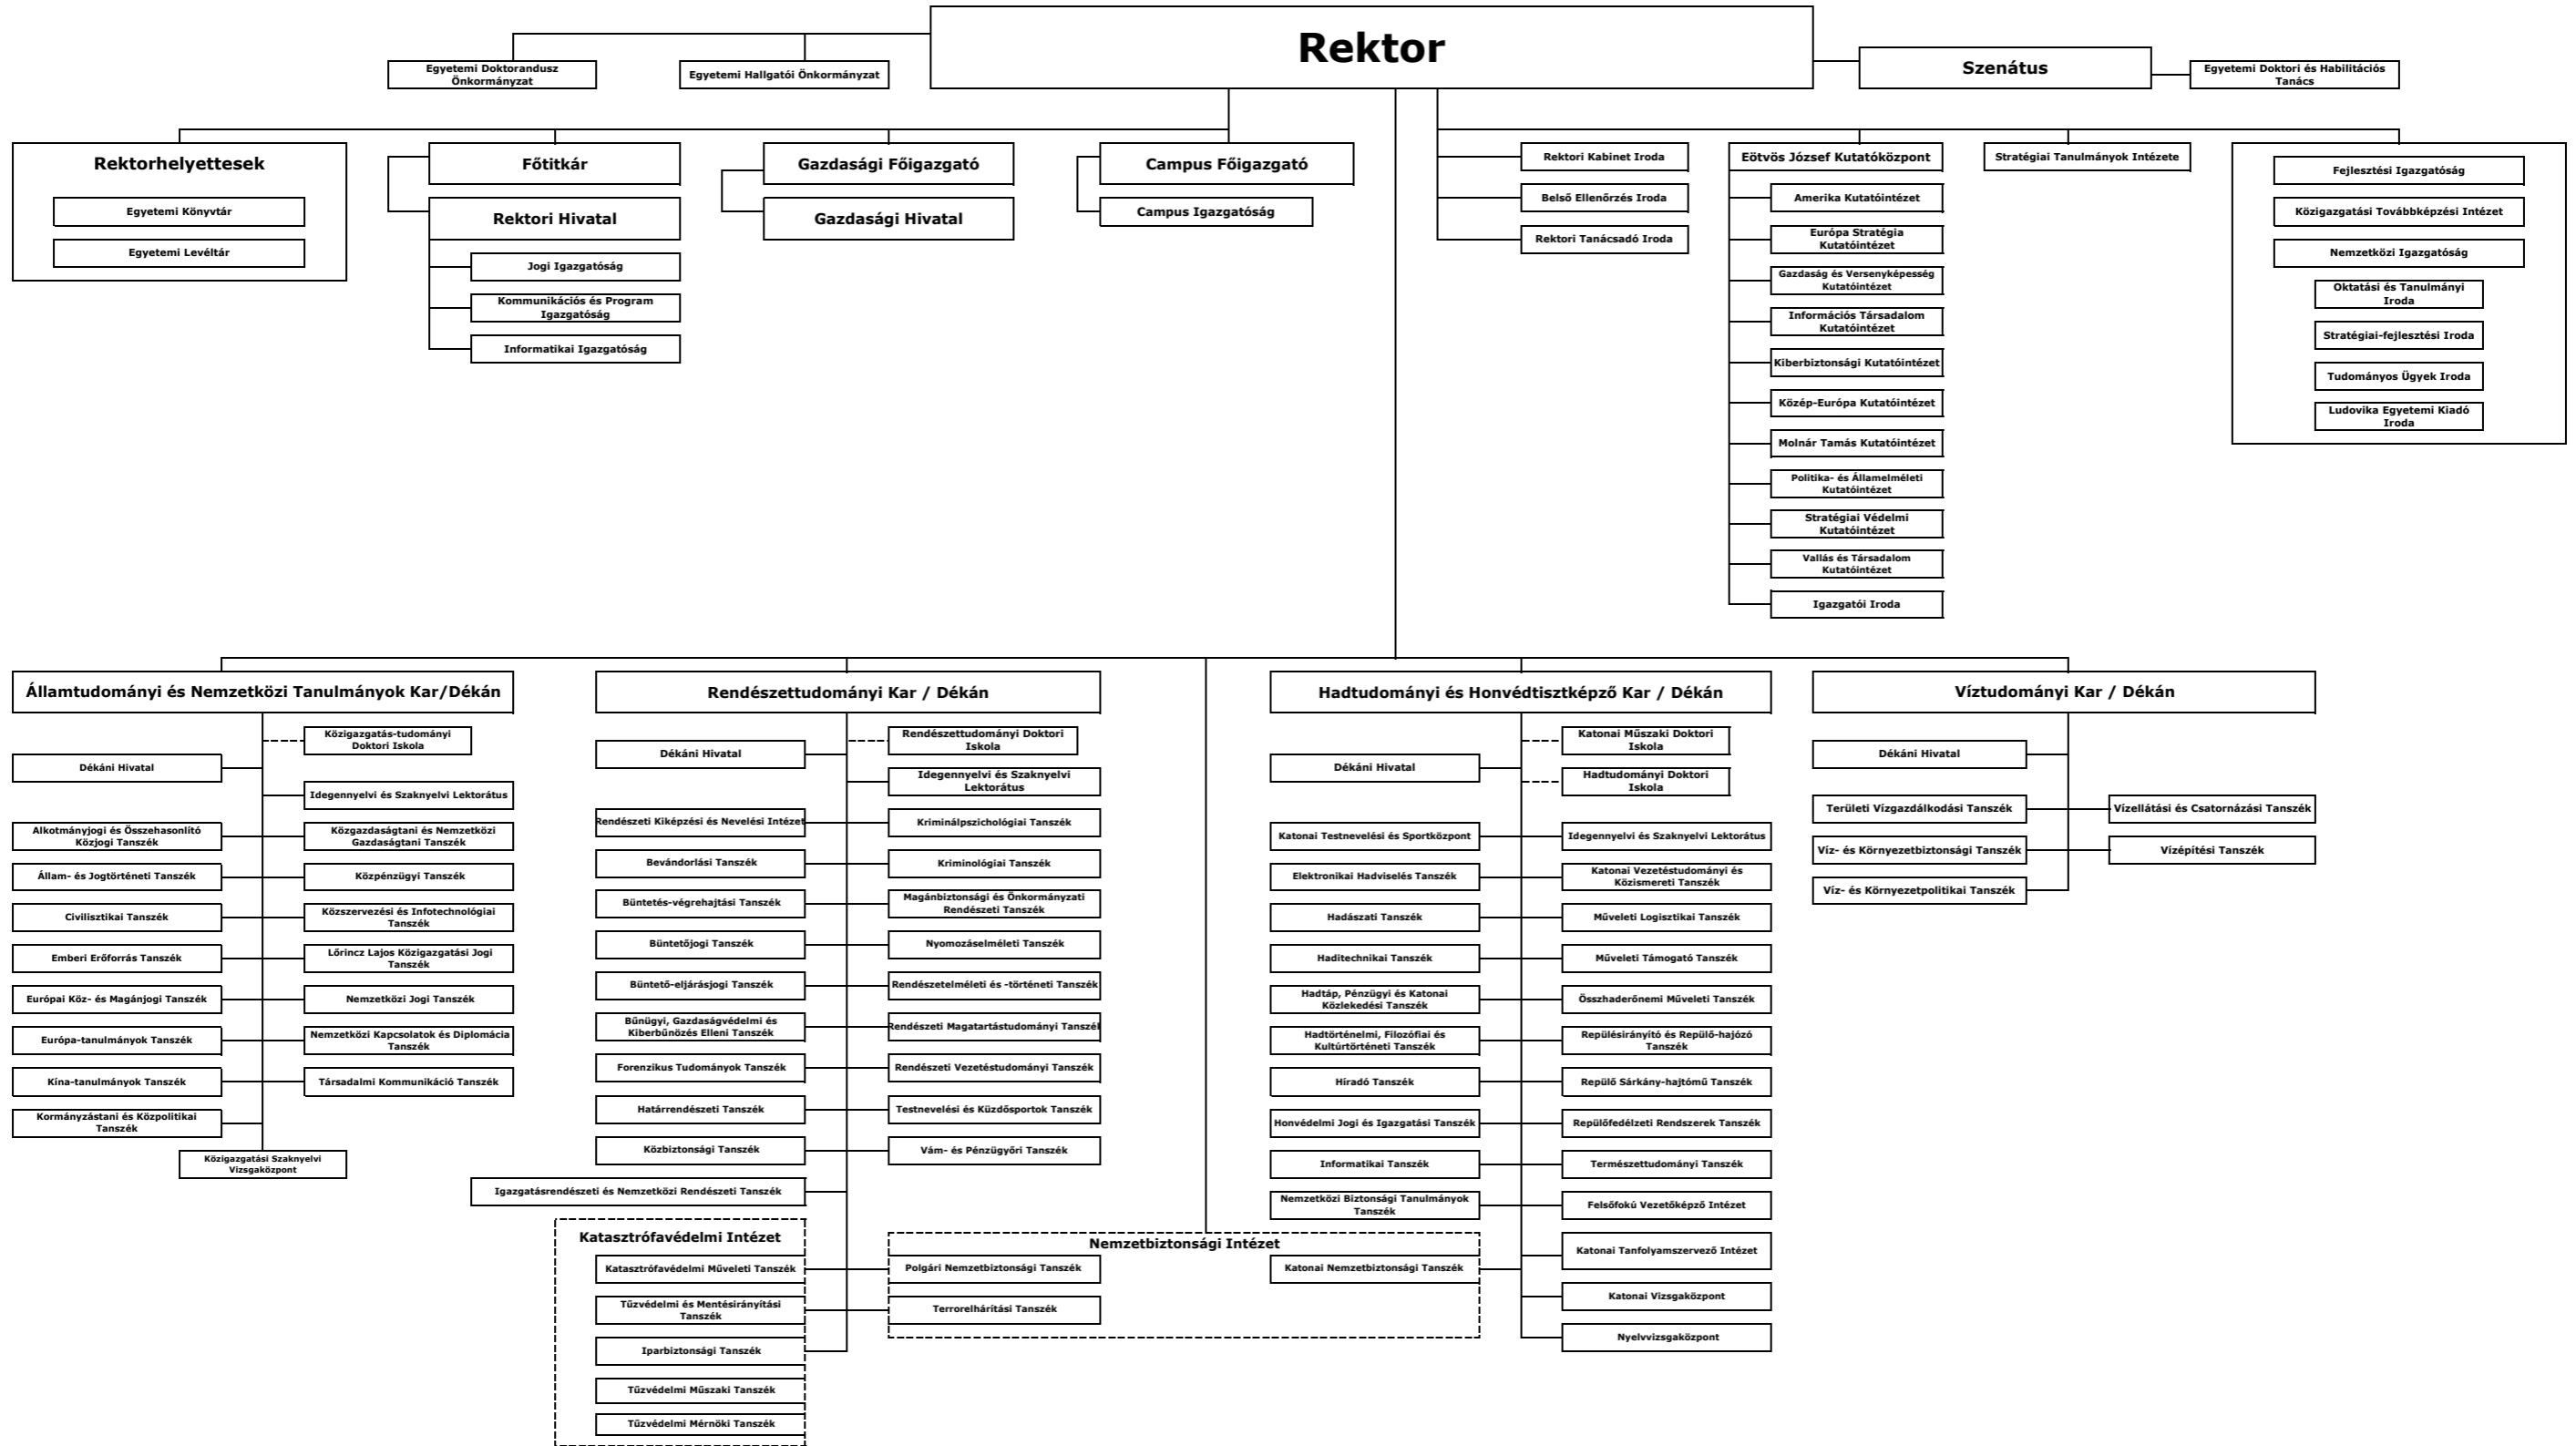 Rektor
Egyetemi Doktorandusz
Önkormányzat
Egyetemi Hallgatói Önkormányzat
Szenátus
Egyetemi Doktori és Habilitációs
Tanács
Rektorhelyettesek
Egyetemi Könyvtár
Egyetemi Levéltár
Főtitkár
Rektori Hivatal
Jogi Igazgatóság
Kommunikációs és Program
Igazgatóság
Informatikai Igazgatóság
Gazdasági Főigazgató
Gazdasági Hivatal
Campus Főigazgató
Campus Igazgatóság
Rektori Kabinet Iroda
Belső Ellenőrzés Iroda
Rektori Tanácsadó Iroda
Eötvös József Kutatóközpont
Amerika Kutatóintézet
Európa Stratégia
Kutatóintézet
Gazdaság és Versenyképesség
Kutatóintézet
Információs Társadalom
Kutatóintézet
Kiberbiztonsági Kutatóintézet
Közép-Európa Kutatóintézet
Molnár Tamás Kutatóintézet
Politika- és Államelméleti
Kutatóintézet
Stratégiai Védelmi
Kutatóintézet
Vallás és Társadalom
Kutatóintézet
Igazgatói Iroda
Stratégiai Tanulmányok Intézete
Fejlesztési Igazgatóság
Közigazgatási Továbbképzési Intézet
Nemzetközi Igazgatóság
Oktatási és Tanulmányi
Iroda
Stratégiai-fejlesztési Iroda
Tudományos Ügyek Iroda
Ludovika Egyetemi Kiadó
Iroda
Államtudományi és Nemzetközi Tanulmányok Kar/Dékán
Közigazgatás-tudományi
Doktori Iskola
Dékáni Hivatal
Idegennyelvi és Szaknyelvi Lektorátus
Alkotmányjogi és Összehasonlító
Közjogi Tanszék
Közgazdaságtani és Nemzetközi
Gazdaságtani Tanszék
Állam- és Jogtörténeti Tanszék
Közpénzügyi Tanszék
Civilisztikai Tanszék
Közszervezési és Infotechnológiai
Tanszék
Emberi Erőforrás Tanszék
Lőrincz Lajos Közigazgatási Jogi
Tanszék
Európai Köz- és Magánjogi Tanszék
Nemzetközi Jogi Tanszék
Európa-tanulmányok Tanszék
Nemzetközi Kapcsolatok és Diplomácia
Tanszék
Kína-tanulmányok Tanszék
Társadalmi Kommunikáció Tanszék
Kormányzástani és Közpolitikai
Tanszék
Közigazgatási Szaknyelvi
Vizsgaközpont
Rendészettudományi Kar / Dékán
Rendészettudományi Doktori
Iskola
Dékáni Hivatal
Idegennyelvi és Szaknyelvi
Lektorátus
Rendészeti Kiképzési és Nevelési Intézet
Kriminálpszichológiai Tanszék
Bevándorlási Tanszék
Kriminológiai Tanszék
Büntetés-végrehajtási Tanszék
Magánbiztonsági és Önkormányzati
Rendészeti Tanszék
Büntetőjogi Tanszék
Nyomozáselméleti Tanszék
Büntető-eljárásjogi Tanszék
Rendészetelméleti és -történeti Tanszék
Bűnügyi, Gazdaságvédelmi és
Kiberbűnözés Elleni Tanszék
Rendészeti Magatartástudományi Tanszék
Forenzikus Tudományok Tanszék
Rendészeti Vezetéstudományi Tanszék
Határrendészeti Tanszék
Testnevelési és Küzdősportok Tanszék
Közbiztonsági Tanszék
Vám- és Pénzügyőri Tanszék
Igazgatásrendészeti és Nemzetközi Rendészeti Tanszék
Katasztrófavédelmi Intézet
Katasztrófavédelmi Műveleti Tanszék
Tűzvédelmi és Mentésirányítási
Tanszék
Iparbiztonsági Tanszék
Tűzvédelmi Műszaki Tanszék
Tűzvédelmi Mérnöki Tanszék
Nemzetbiztonsági Intézet
Polgári Nemzetbiztonsági Tanszék
Terrorelhárítási Tanszék
Katonai Nemzetbiztonsági Tanszék
Hadtudományi és Honvédtisztképző Kar / Dékán
Katonai Műszaki Doktori
Iskola
Dékáni Hivatal
Hadtudományi Doktori
Iskola
Katonai Testnevelési és Sportközpont
Idegennyelvi és Szaknyelvi Lektorátus
Elektronikai Hadviselés Tanszék
Katonai Vezetéstudományi és
Közismereti Tanszék
Hadászati Tanszék
Műveleti Logisztikai Tanszék
Haditechnikai Tanszék
Műveleti Támogató Tanszék
Hadtáp, Pénzügyi és Katonai
Közlekedési Tanszék
Összhaderőnemi Műveleti Tanszék
Hadtörténelmi, Filozófiai és
Kultúrtörténeti Tanszék
Repülésirányító és Repülő-hajózó
Tanszék
Híradó Tanszék
Repülő Sárkány-hajtómű Tanszék
Honvédelmi Jogi és Igazgatási Tanszék
Repülőfedélzeti Rendszerek Tanszék
Informatikai Tanszék
Természettudományi Tanszék
Nemzetközi Biztonsági Tanulmányok
Tanszék
Felsőfokú Vezetőképző Intézet
Katonai Tanfolyamszervező Intézet
Katonai Vizsgaközpont
Nyelvvizsgaközpont
Víztudományi Kar / Dékán
Dékáni Hivatal
Területi Vízgazdálkodási Tanszék
Vízellátási és Csatornázási Tanszék
Víz- és Környezetbiztonsági Tanszék
Vízépítési Tanszék
Víz- és Környezetpolitikai Tanszék